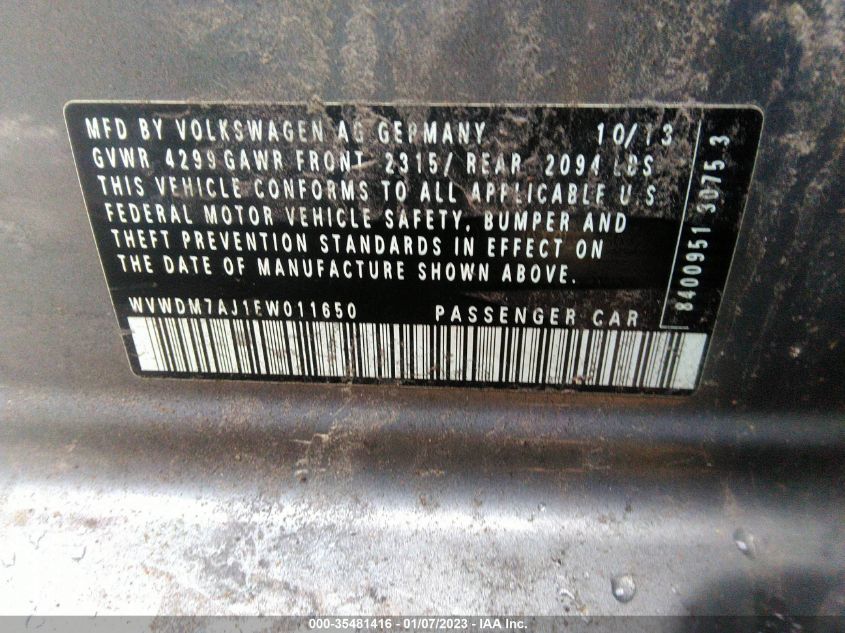 MFD BY VOLKSWAGEN AG GERMANY 10/13
GVWR 4299 GAWR FRONT 2315/ REAR 2094 LBS
THIS VEHICLE CONFORMS TO ALL APPLICABLE U S
FEDERAL MOTOR VEHICLE SAFETY, BUMPER AND
THEFT PREVENTION STANDARDS IN EFFECT ON
THE DATE OF MANUFACTURE SHOWN ABOVE.
WVWDM7AJ1EW011650 PASSENGER CAR
8400951 3075.3
000-35481416 - 01/07/2023 - IAA Inc.